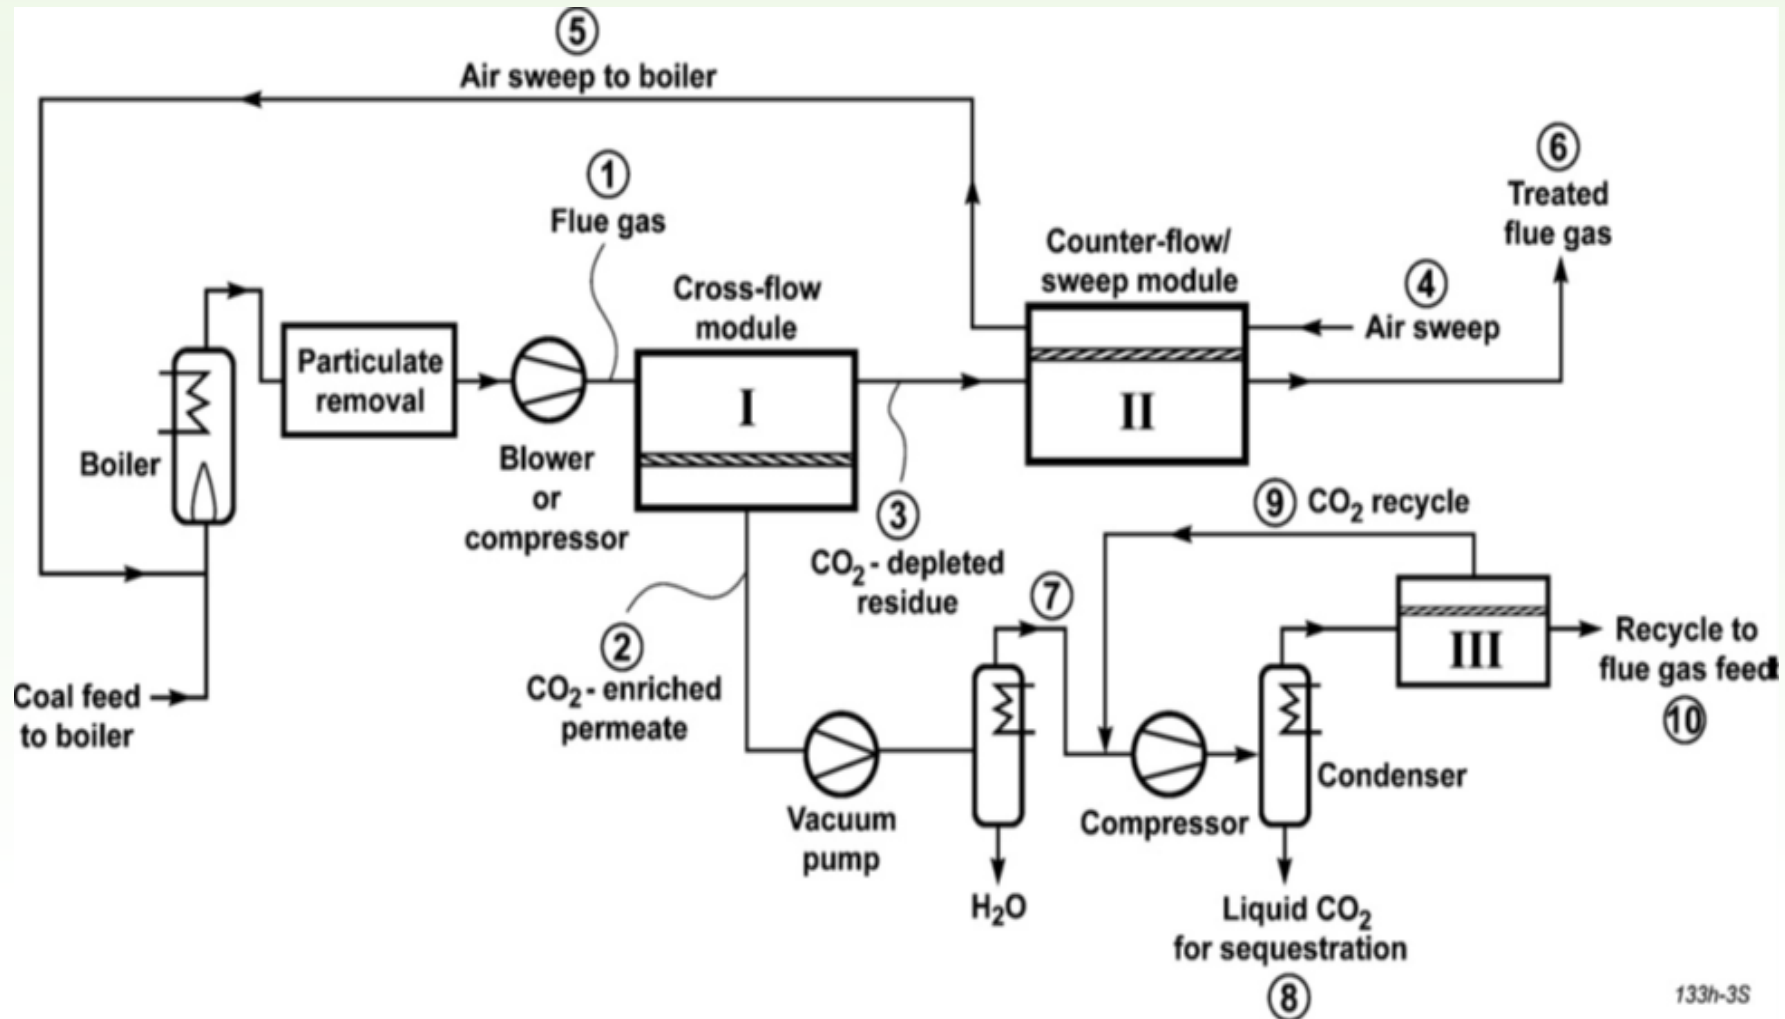 ⑤
Air sweep to boiler
①
Flue gas
⑥
Treated
flue gas
Counter-flow/
sweep module
④
Air sweep
Cross-flow
module
Particulate
removal
I
II
Boiler
Blower
or
compressor
③
CO₂ - depleted
residue
⑨ CO₂ recycle
⑦
III
Recycle to
flue gas feed
⑩
②
CO₂ - enriched
permeate
Coal feed
to boiler
Vacuum
pump
Compressor
Condenser
H₂O
Liquid CO₂
for sequestration
⑧
133h-3S